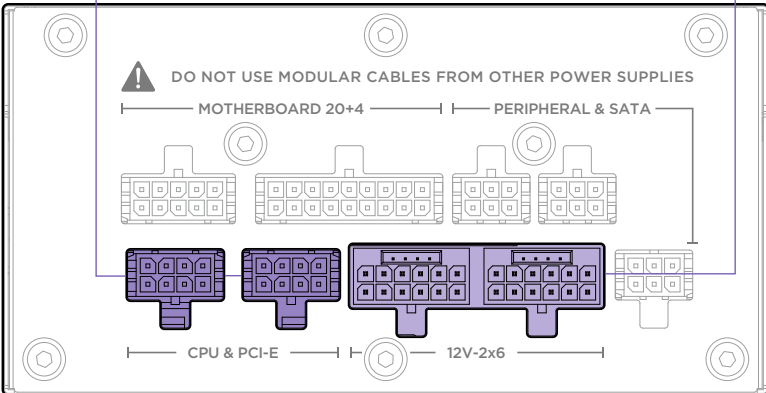 DO NOT USE MODULAR CABLES FROM OTHER POWER SUPPLIES
MOTHERBOARD 20+4
PERIPHERAL & SATA
CPU & PCI-E
12V-2x6